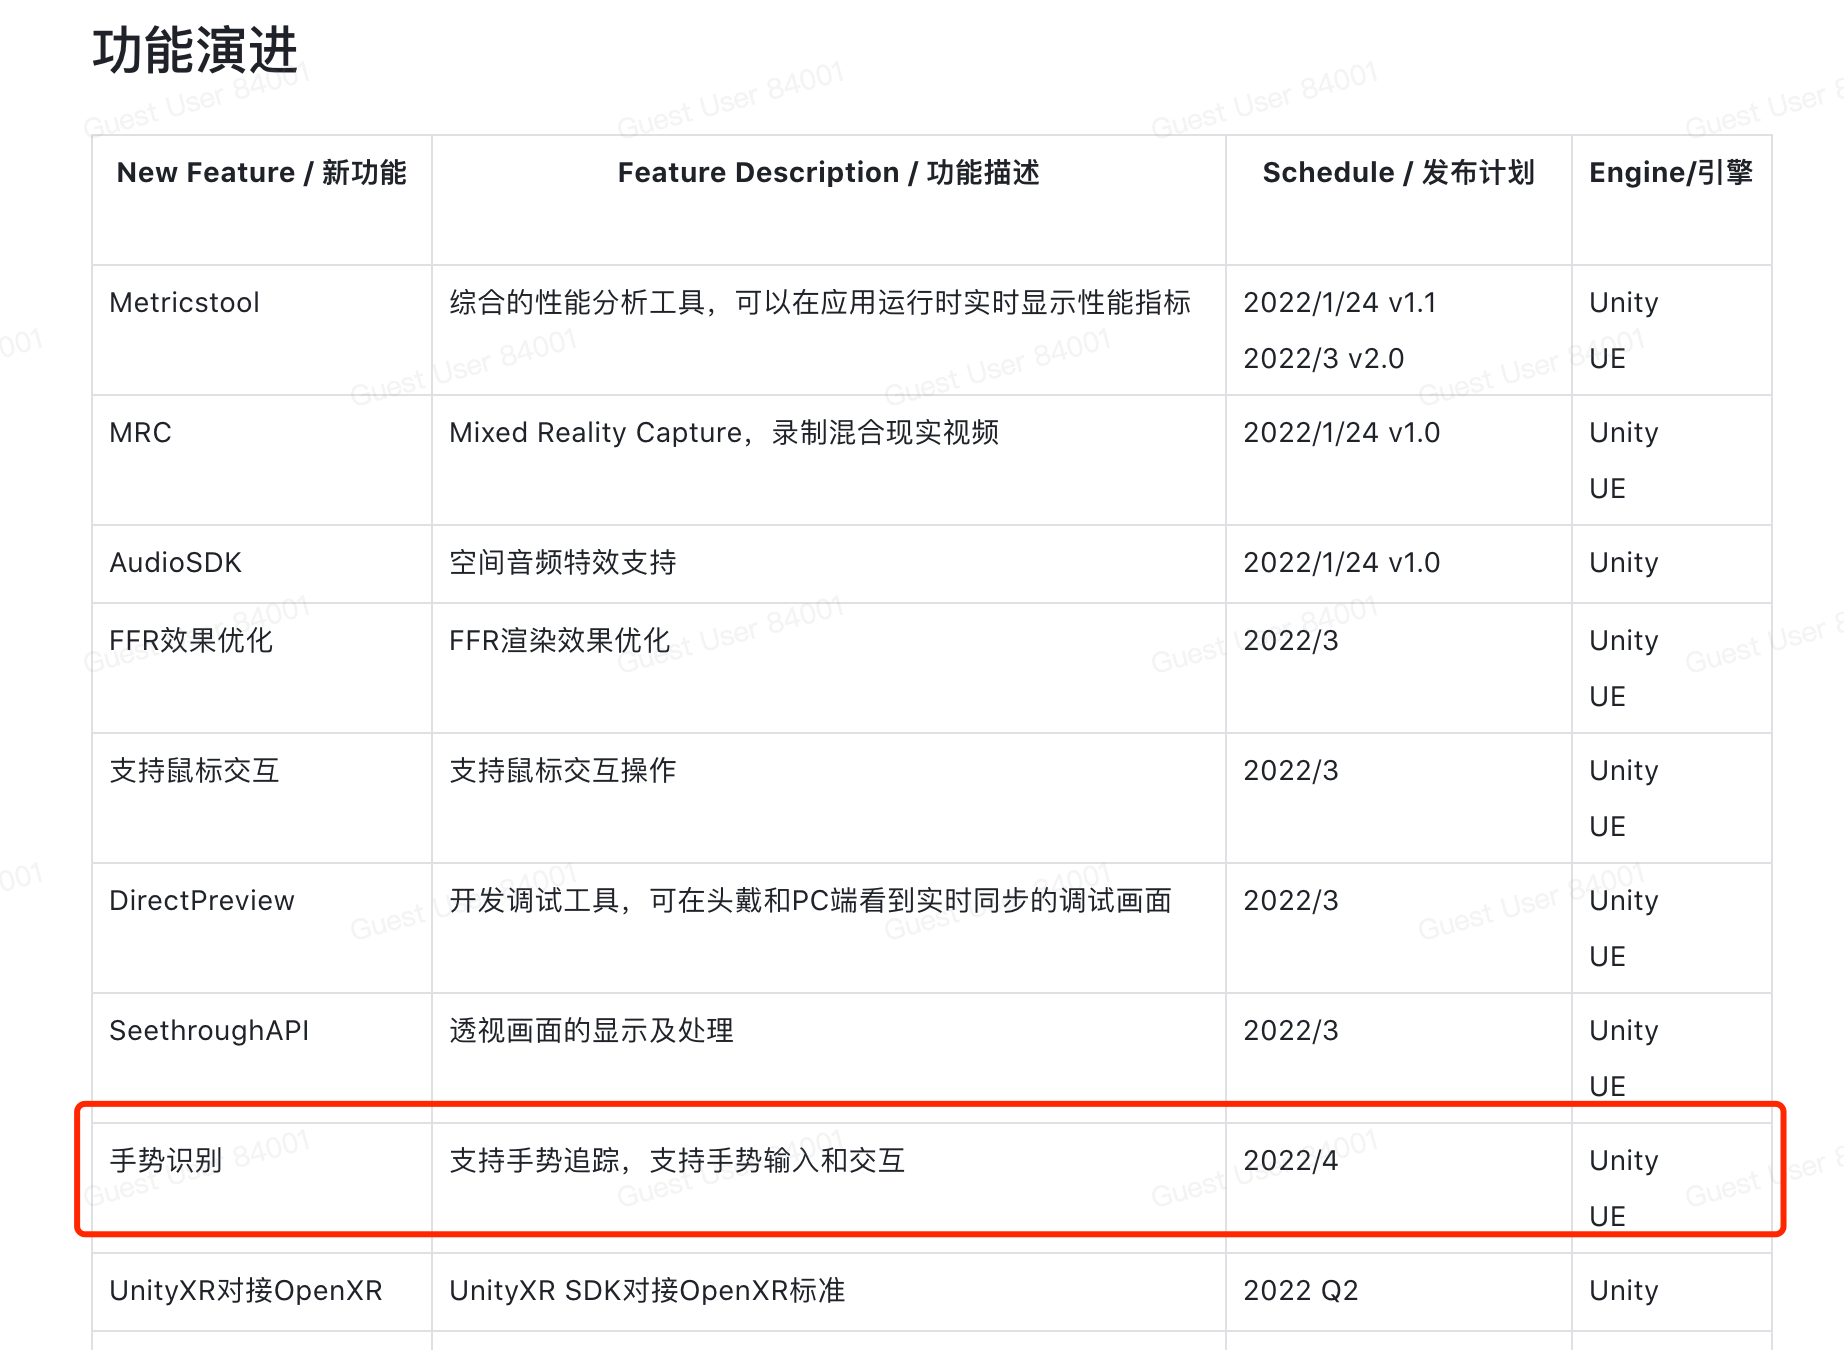 功能演进
New Feature / 新功能
Feature Description / 功能描述
Schedule / 发布计划
Engine/引擎
Metricstool
综合的性能分析工具，可以在应用运行时实时显示性能指标
2022/1/24 v1.1
2022/3 v2.0
Unity
UE
MRC
Mixed Reality Capture，录制混合现实视频
2022/1/24 v1.0
Unity
UE
AudioSDK
空间音频特效支持
2022/1/24 v1.0
Unity
FFR效果优化
FFR渲染效果优化
2022/3
Unity
UE
支持鼠标交互
支持鼠标交互操作
2022/3
Unity
UE
DirectPreview
开发调试工具，可在头戴和PC端看到实时同步的调试画面
2022/3
Unity
UE
SeethroughAPI
透视画面的显示及处理
2022/3
Unity
UE
手势识别
支持手势追踪，支持手势输入和交互
2022/4
Unity
UE
UnityXR对接OpenXR
UnityXR SDK对接OpenXR标准
2022 Q2
Unity
Guest User 84001